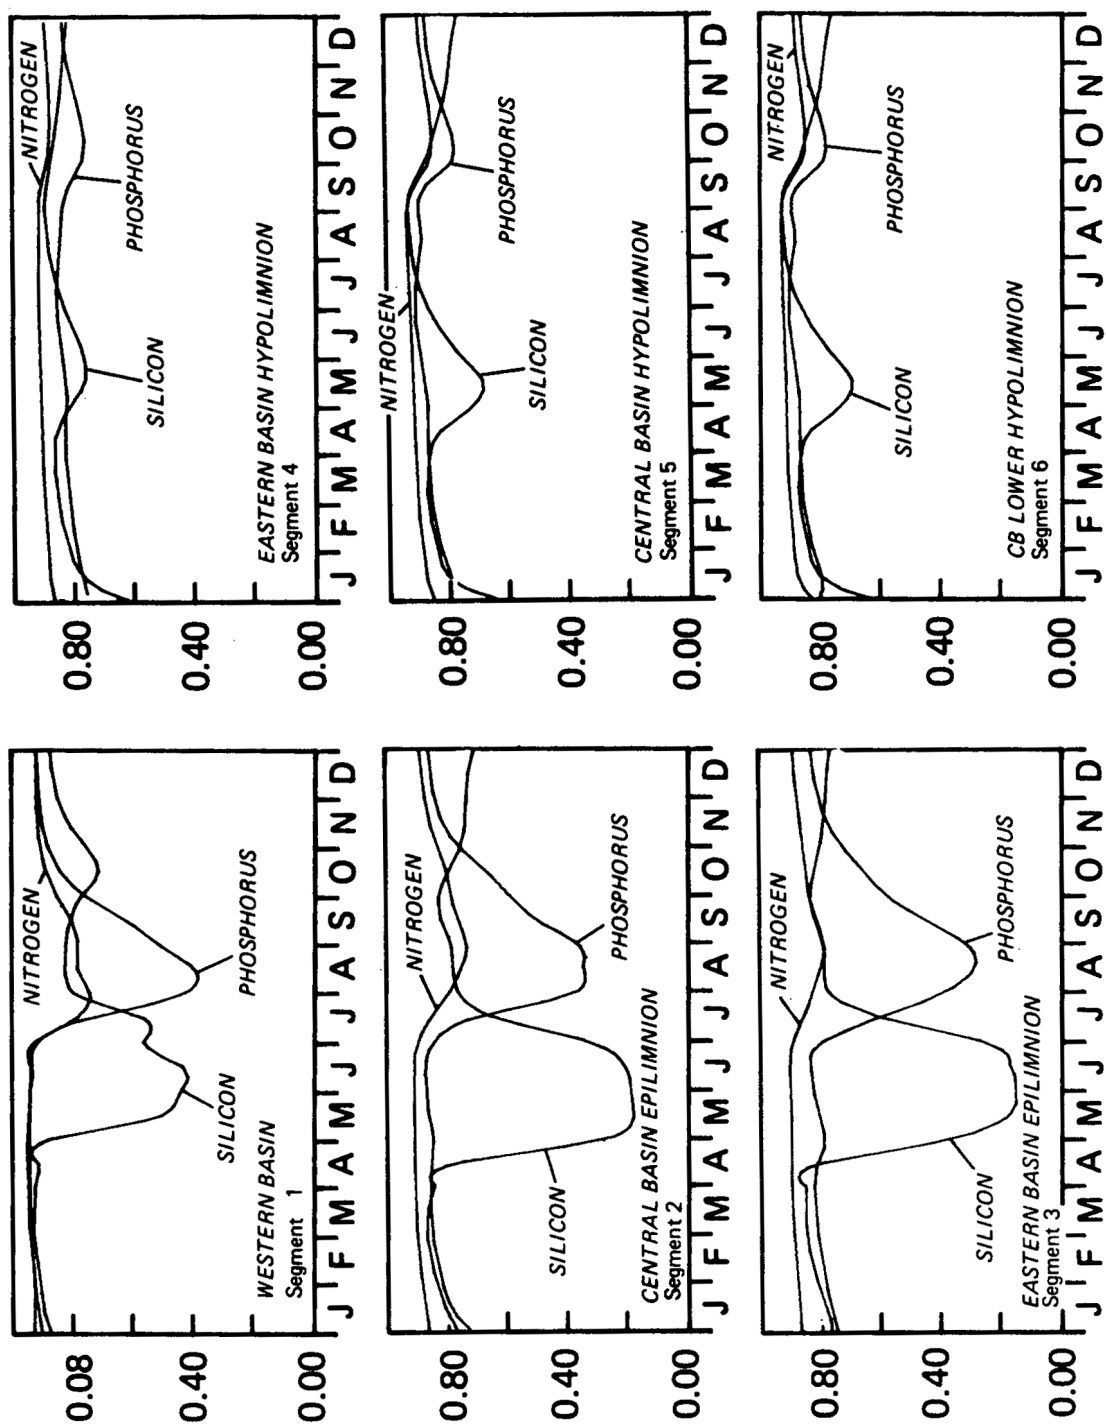 0.08
0.40
0.00
NITROGEN
SILICON
PHOSPHORUS
WESTERN BASIN
Segment 1
J F M A M J J A S O N D
0.80
0.40
0.00
NITROGEN
SILICON
PHOSPHORUS
EASTERN BASIN HYPOLIMNION
Segment 4
J F M A M J J A S O N D
0.80
0.40
0.00
NITROGEN
SILICON
PHOSPHORUS
CENTRAL BASIN EPILIMNION
Segment 2
J F M A M J J A S O N D
0.80
0.40
0.00
NITROGEN
SILICON
PHOSPHORUS
CENTRAL BASIN HYPOLIMNION
Segment 5
J F M A M J J A S O N D
0.80
0.40
0.00
NITROGEN
SILICON
PHOSPHORUS
EASTERN BASIN EPILIMNION
Segment 3
J F M A M J J A S O N D
0.80
0.40
0.00
NITROGEN
SILICON
PHOSPHORUS
CB LOWER HYPOLIMNION
Segment 6
J F M A M J J A S O N D